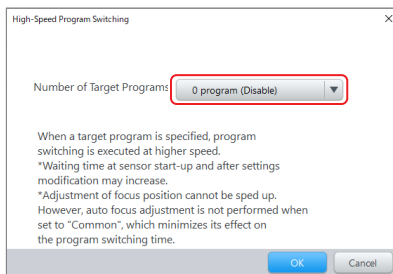 High-Speed Program Switching
Number of Target Programs 0 program (Disable)
When a target program is specified, program
switching is executed at higher speed.
*Waiting time at sensor start-up and after settings
modification may increase.
*Adjustment of focus position cannot be sped up.
However, auto focus adjustment is not performed when
set to "Common", which minimizes its effect on
the program switching time.
OK Cancel